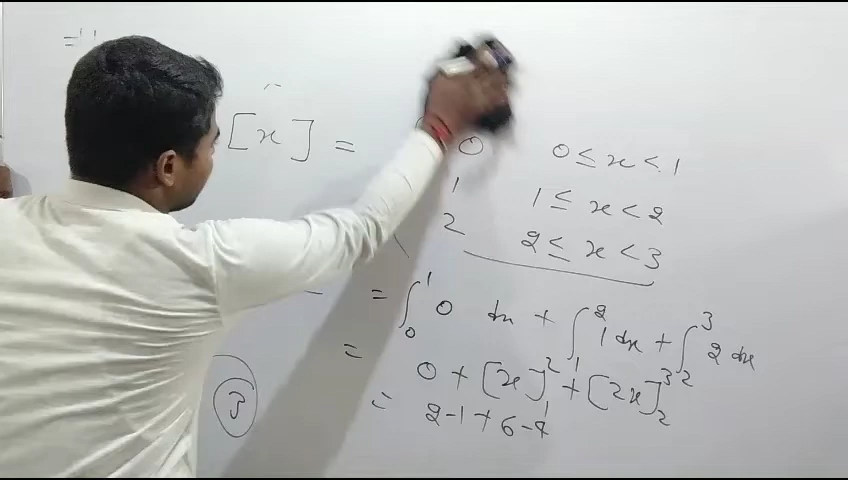 [x] = 0 0 ≤ x < 1
1 1 ≤ x < 2
2 2 ≤ x < 3
= ∫₀¹ 0 dx + ∫₁² 1 dx + ∫₂³ 2 dx
= 0 + [x]₁² + [2x]₂³
= 2-1+6-4
3